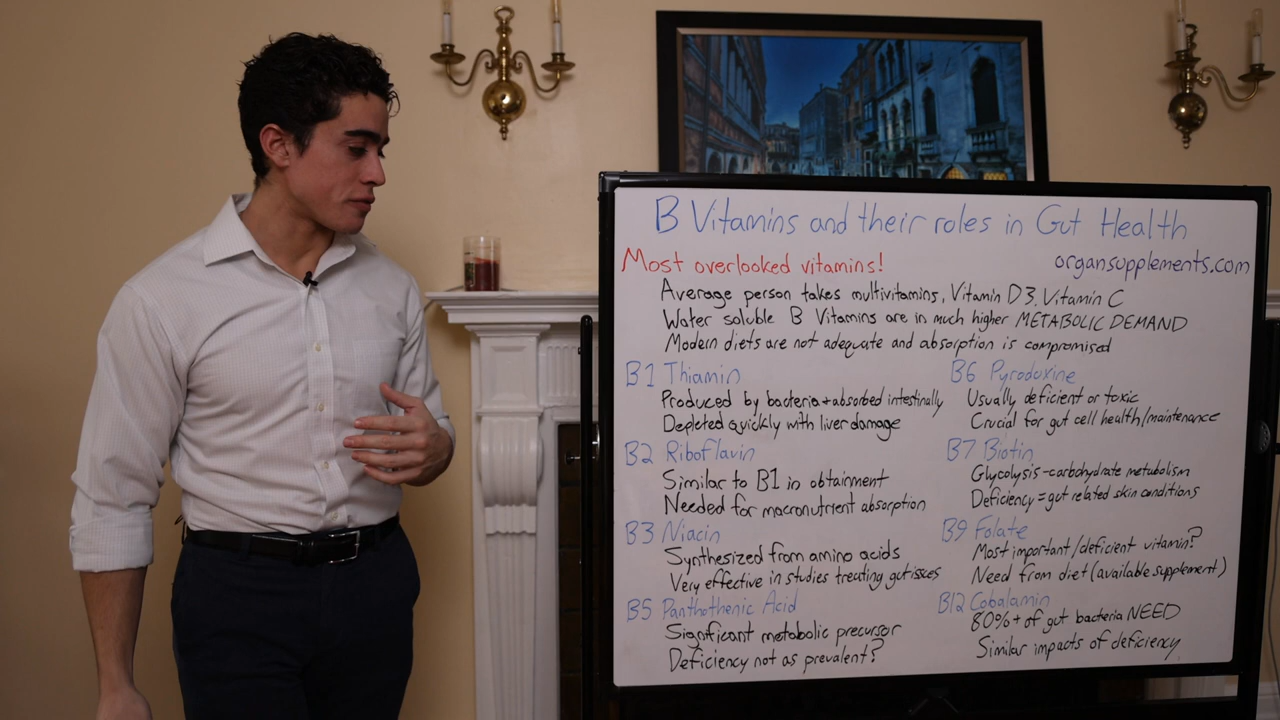 B Vitamins and their roles in Gut Health
Most overlooked vitamins!
organsupplements.com
Average person takes multivitamins, Vitamin D3, Vitamin C
Water soluble B Vitamins are in much higher METABOLIC DEMAND
Modern diets are not adequate and absorption is compromised
B1 Thiamin
Produced by bacteria + absorbed intestinally
Depleted quickly with liver damage
B2 Riboflavin
Similar to B1 in obtainment
Needed for macronutrient absorption
B3 Niacin
Synthesized from amino acids
Very effective in studies treating gut issues
B5 Panthothenic Acid
Significant metabolic precursor
Deficiency not as prevalent?
B6 Pyrodoxine
Usually deficient or toxic
Crucial for gut cell health/maintenance
B7 Biotin
Glycolysis - carbohydrate metabolism
Deficiency = gut related skin conditions
B9 Folate
Most important/deficient vitamin?
Need from diet (available supplement)
B12 Cobalamin
80%+ of gut bacteria NEED
Similar impacts of deficiency